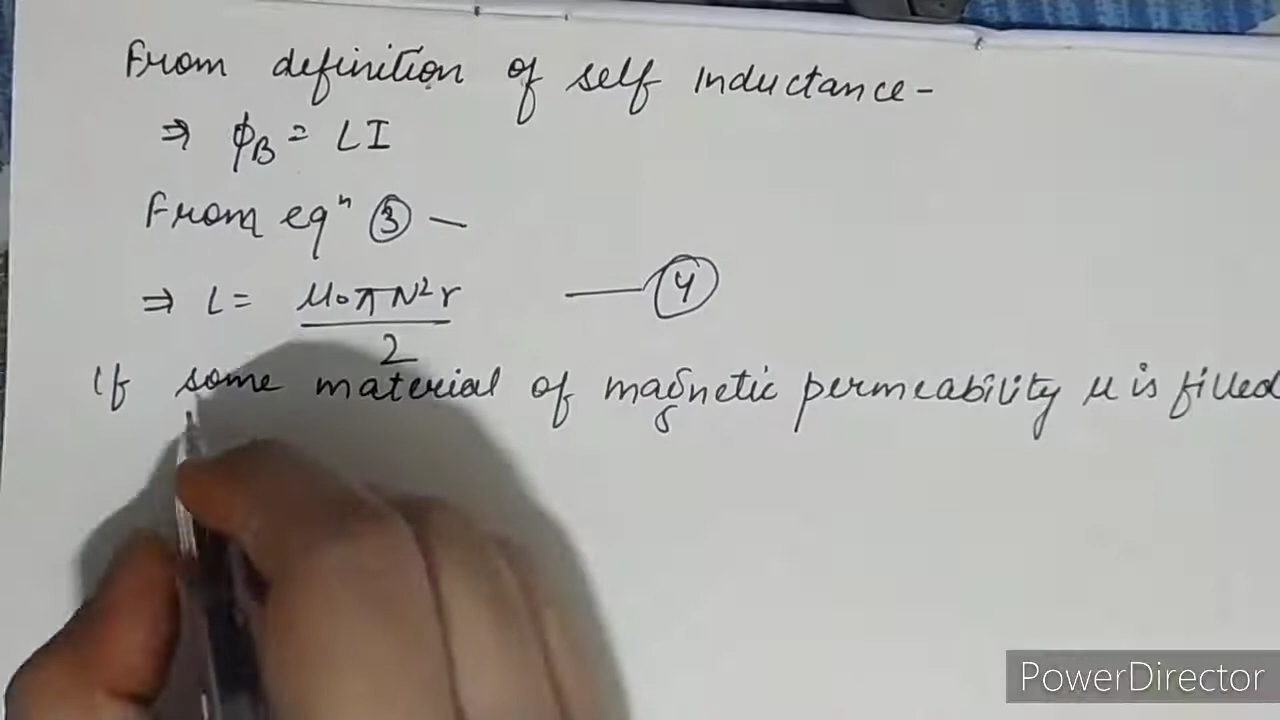 From definition of self inductance -
⇒ ϕB = LI
From eqⁿ ③ —
⇒ L = μ₀πN²r / 2 —— ④
If some material of magnetic permeability μ is filled
PowerDirector